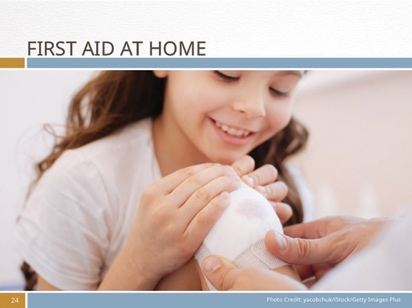 FIRST AID AT HOME
24
Photo Credit: yacobchuk/iStock/Getty Images Plus